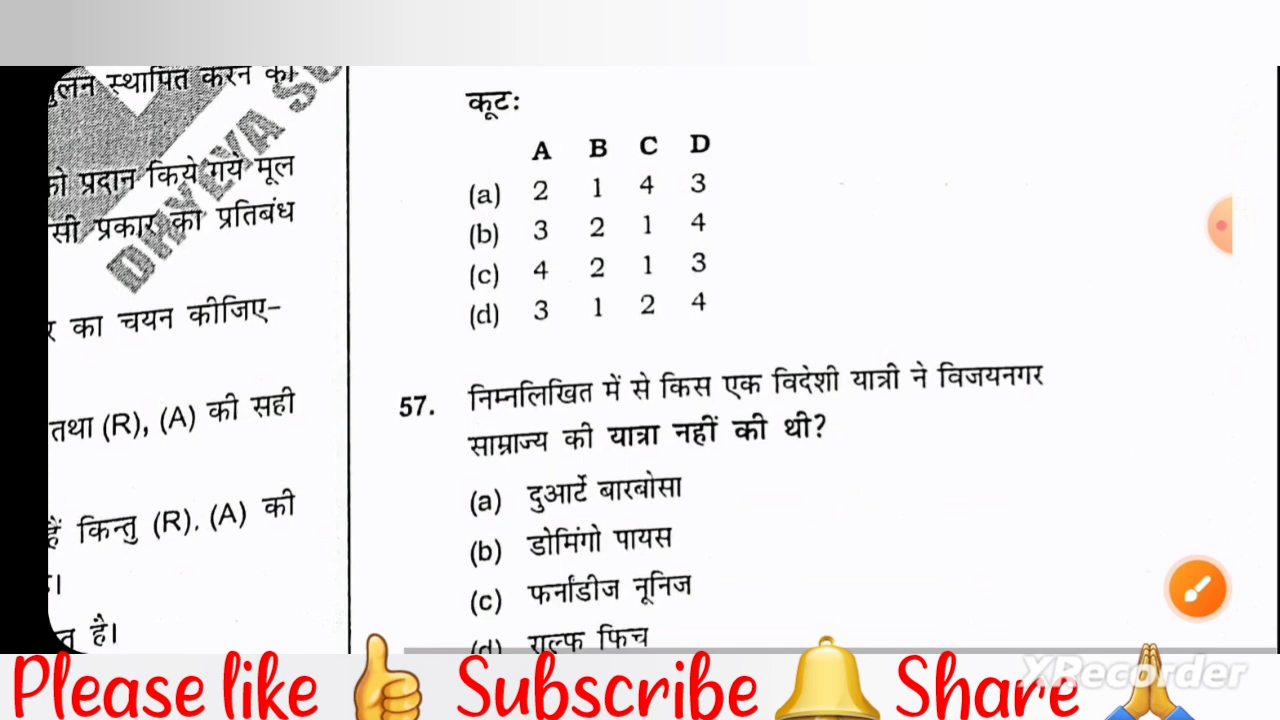 स्थापित करने की
को प्रदान किये गये मूल
सी प्रकार का प्रतिबंध
का चयन कीजिए–
तथा (R), (A) की सही
हैं किन्तु (R). (A) की
है।
DHYEYA
कूटः
A B C D
(a) 2 1 4 3
(b) 3 2 1 4
(c) 4 2 1 3
(d) 3 1 2 4
57. निम्नलिखित में से किस एक विदेशी यात्री ने विजयनगर
साम्राज्य की यात्रा नहीं की थी?
(a) दुआर्टे बारबोसा
(b) डोमिंगो पायस
(c) फर्नांडीज नूनिज
(d) राल्फ फिच
Please like Subscribe Share
XRecorder